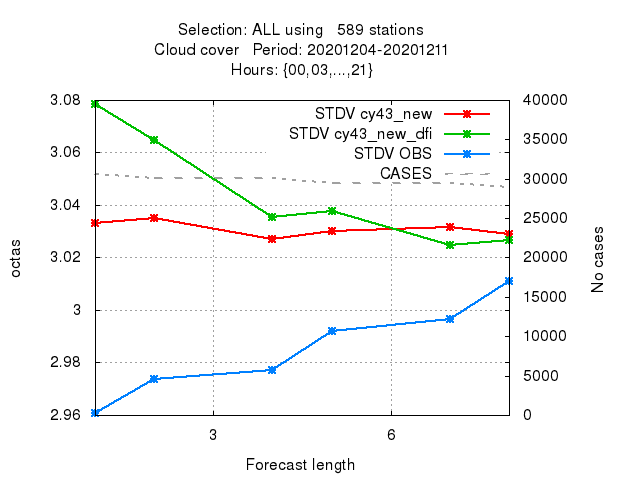 Selection: ALL using   589 stations
Cloud cover   Period: 20201204-20201211
Hours: {00,03,...,21}
STDV cy43_new
STDV cy43_new_dfi
STDV OBS
CASES
octas
3.08
3.06
3.04
3.02
3
2.98
2.96
40000
35000
30000
25000
20000
15000
10000
5000
0
No cases
3
6
Forecast length